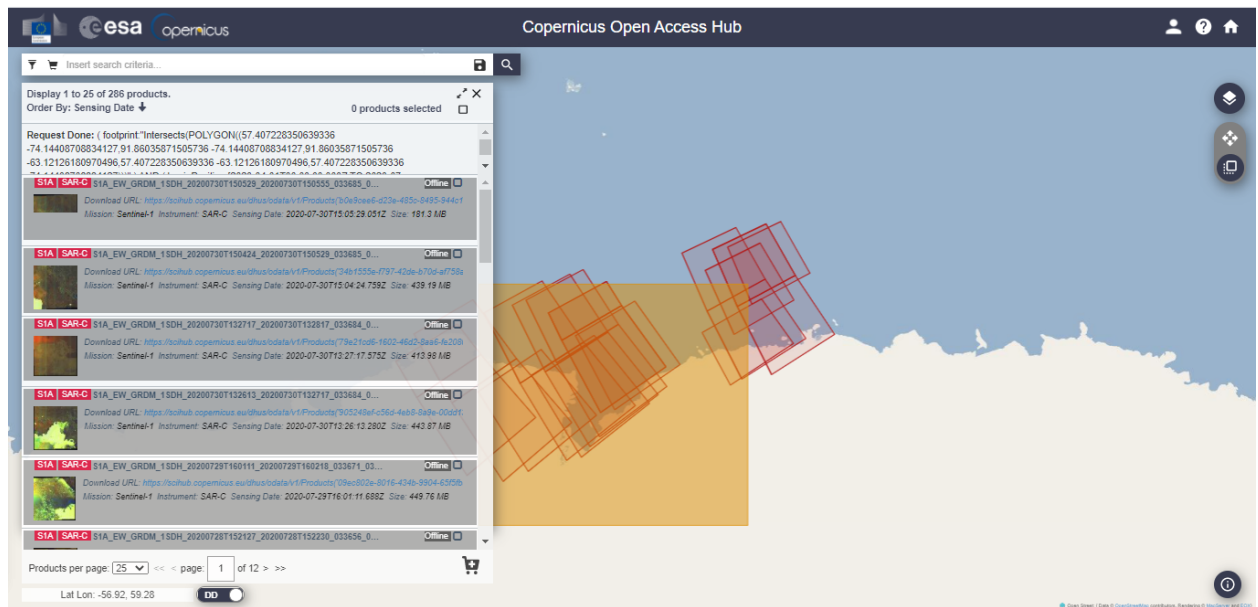 esa opernicus
Copernicus Open Access Hub
Insert search criteria...
Display 1 to 25 of 286 products.
Order By: Sensing Date
0 products selected
Request Done: ( footprint:"Intersects(POLYGON((57.407228350639336
-74.14408708834127,91.86035871505736 -74.14408708834127,91.86035871505736
-63.12126180970496,57.407228350639336 -63.12126180970496,57.407228350639336
S1A SAR-C S1A_EW_GRDM_1SDH_20200730T150529_20200730T150555_033685_0... Offline
Download URL: https://scihub.copernicus.eu/dhus/odata/v1/Products('b0e9cee6-d23e-485c-8495-944c1
Mission: Sentinel-1 Instrument: SAR-C Sensing Date: 2020-07-30T15:05:29.051Z Size: 181.3 MB
S1A SAR-C S1A_EW_GRDM_1SDH_20200730T150424_20200730T150529_033685_0... Offline
Download URL: https://scihub.copernicus.eu/dhus/odata/v1/Products('34b1555e-f797-42de-b70d-af758a
Mission: Sentinel-1 Instrument: SAR-C Sensing Date: 2020-07-30T15:04:24.759Z Size: 439.19 MB
S1A SAR-C S1A_EW_GRDM_1SDH_20200730T132717_20200730T132817_033684_0... Offline
Download URL: https://scihub.copernicus.eu/dhus/odata/v1/Products('79e21cd6-1602-46d2-8aa6-fe208
Mission: Sentinel-1 Instrument: SAR-C Sensing Date: 2020-07-30T13:27:17.575Z Size: 413.98 MB
S1A SAR-C S1A_EW_GRDM_1SDH_20200730T132613_20200730T132717_033684_0... Offline
Download URL: https://scihub.copernicus.eu/dhus/odata/v1/Products('905248ef-c56d-4eb8-8a9e-00dd1
Mission: Sentinel-1 Instrument: SAR-C Sensing Date: 2020-07-30T13:26:13.280Z Size: 443.87 MB
S1A SAR-C S1A_EW_GRDM_1SDH_20200729T160111_20200729T160218_033671_03... Offline
Download URL: https://scihub.copernicus.eu/dhus/odata/v1/Products('09ec802e-8016-434b-9904-63f5fb
Mission: Sentinel-1 Instrument: SAR-C Sensing Date: 2020-07-29T16:01:11.688Z Size: 449.76 MB
S1A SAR-C S1A_EW_GRDM_1SDH_20200728T152127_20200728T152230_033656_0... Offline
Products per page: 25 << < page: 1 of 12 > >>
Lat Lon: -56.92, 59.28 DD